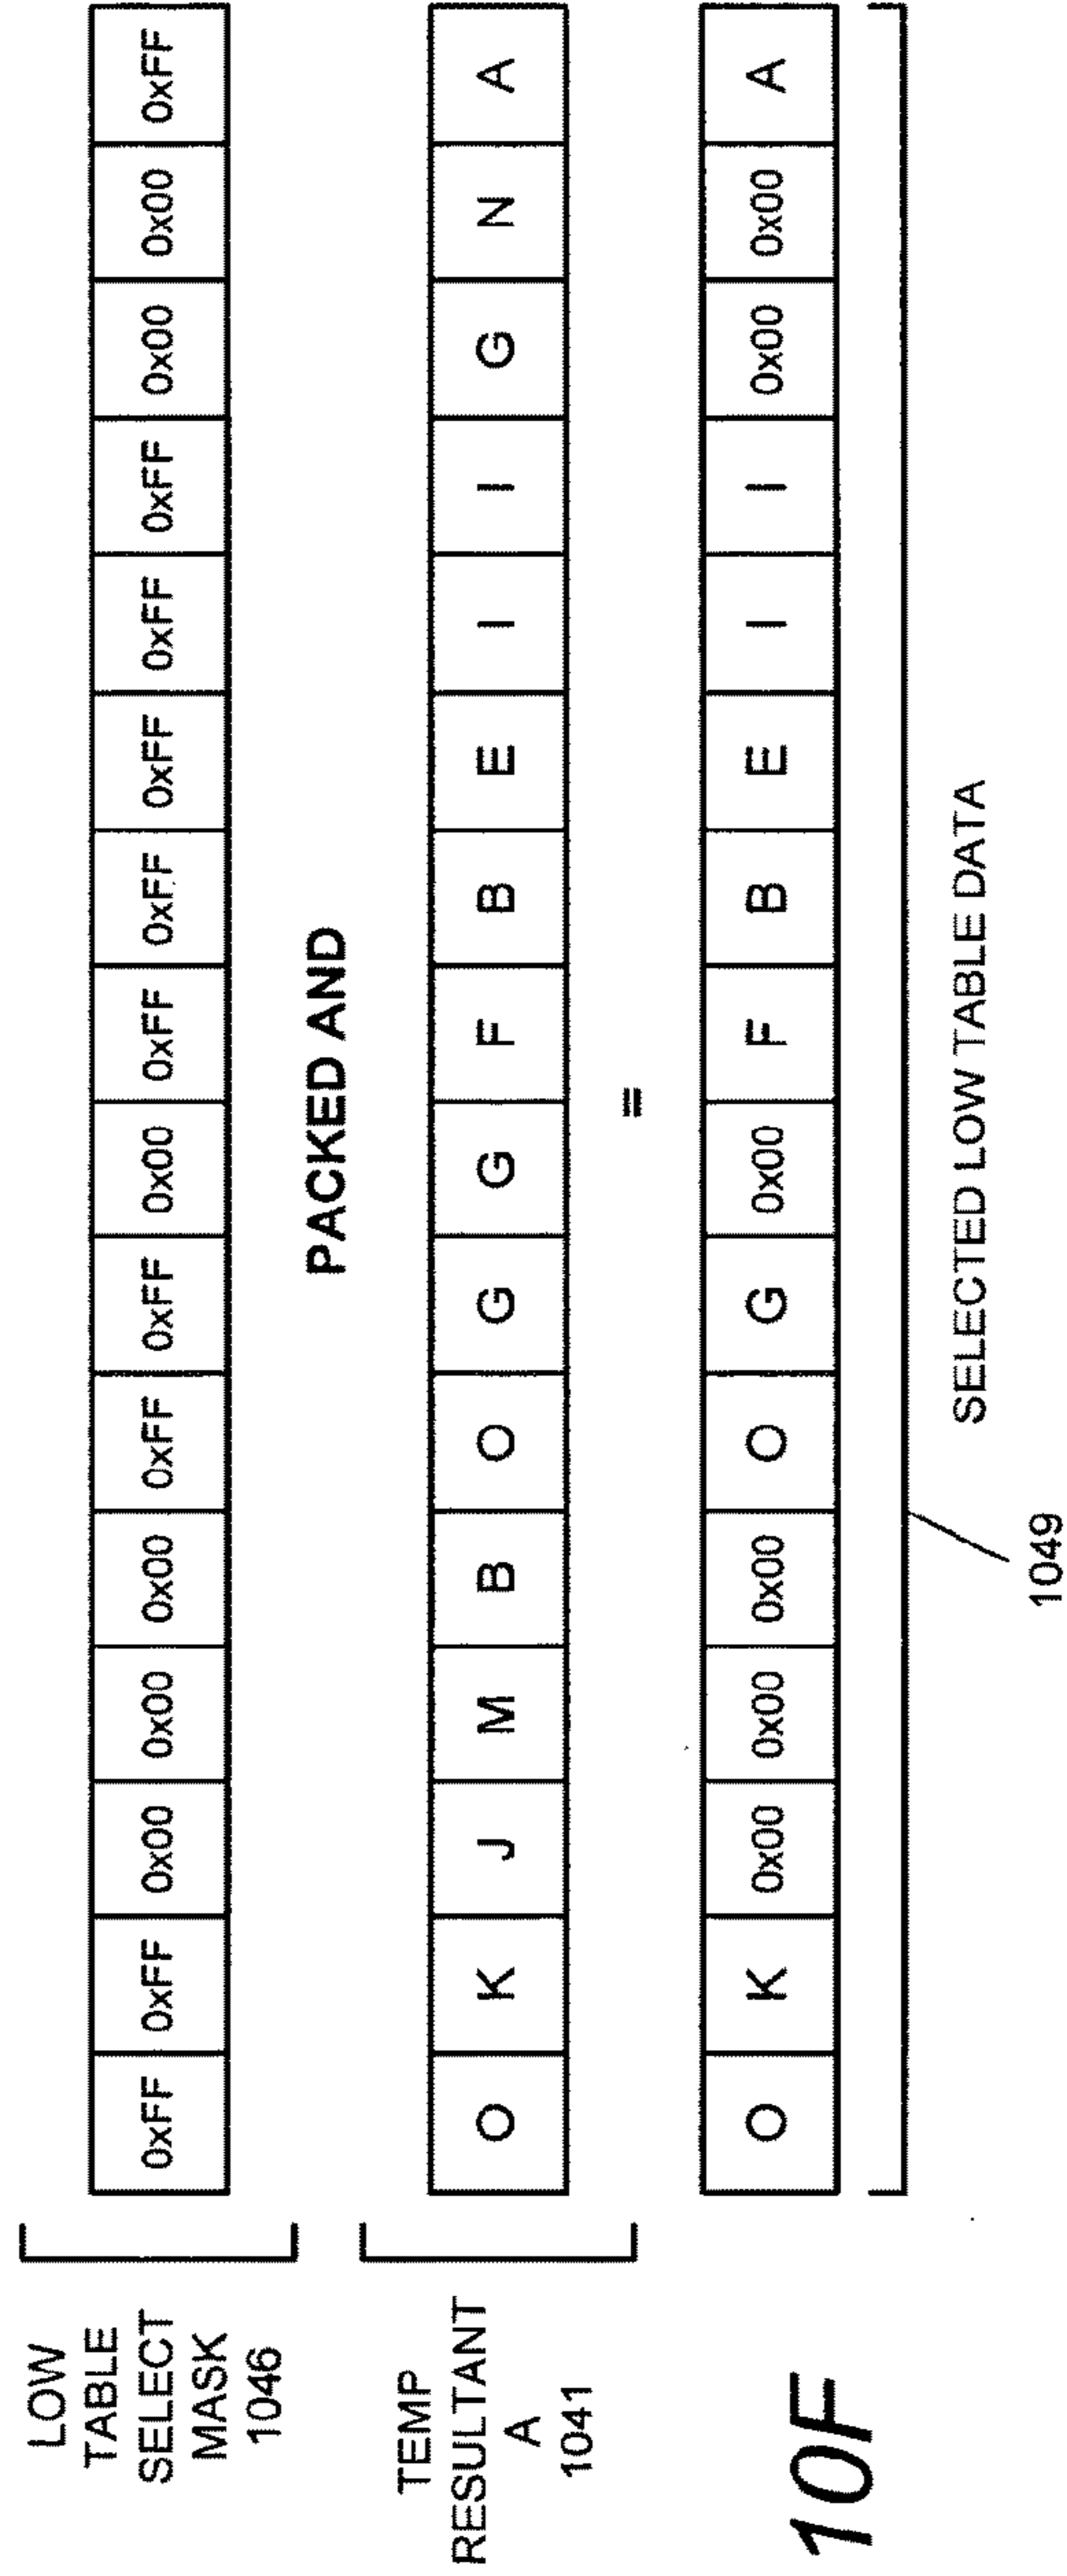 LOW
TABLE
SELECT
MASK
1046
0xFF 0xFF 0x00 0x00 0x00 0xFF 0xFF 0x00 0xFF 0xFF 0xFF 0xFF 0xFF 0x00 0x00 0xFF
PACKED AND
TEMP
RESULTANT
A
1041
O K J M B O G G F B E I I G N A
=
O K 0x00 0x00 0x00 O G 0x00 F B E I I 0x00 0x00 A
SELECTED LOW TABLE DATA
1049
10F